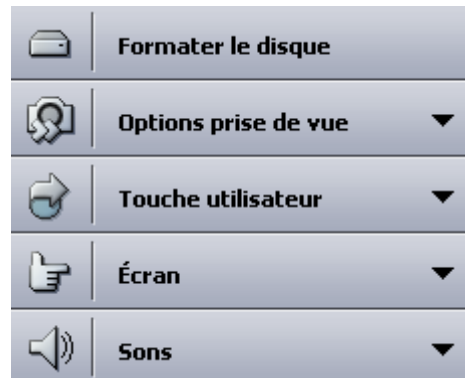 Formater le disque
Options prise de vue
Touche utilisateur
Écran
Sons